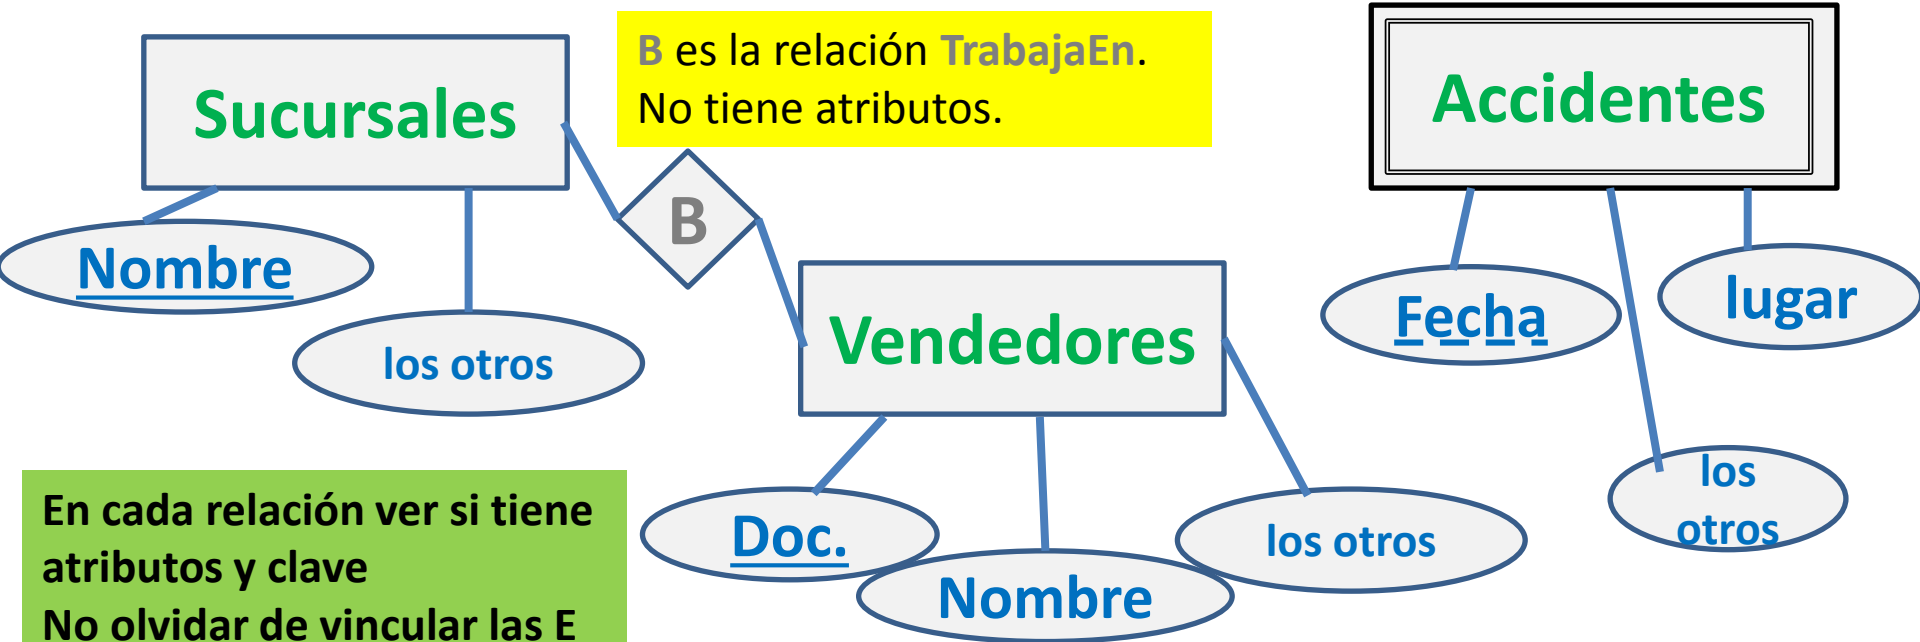 B es la relación TrabajaEn.
No tiene atributos.
Sucursales
Accidentes
B
Nombre
los otros
Vendedores
Fecha
lugar
En cada relación ver si tiene
atributos y clave
No olvidar de vincular las E
Doc.
Nombre
los otros
los
otros